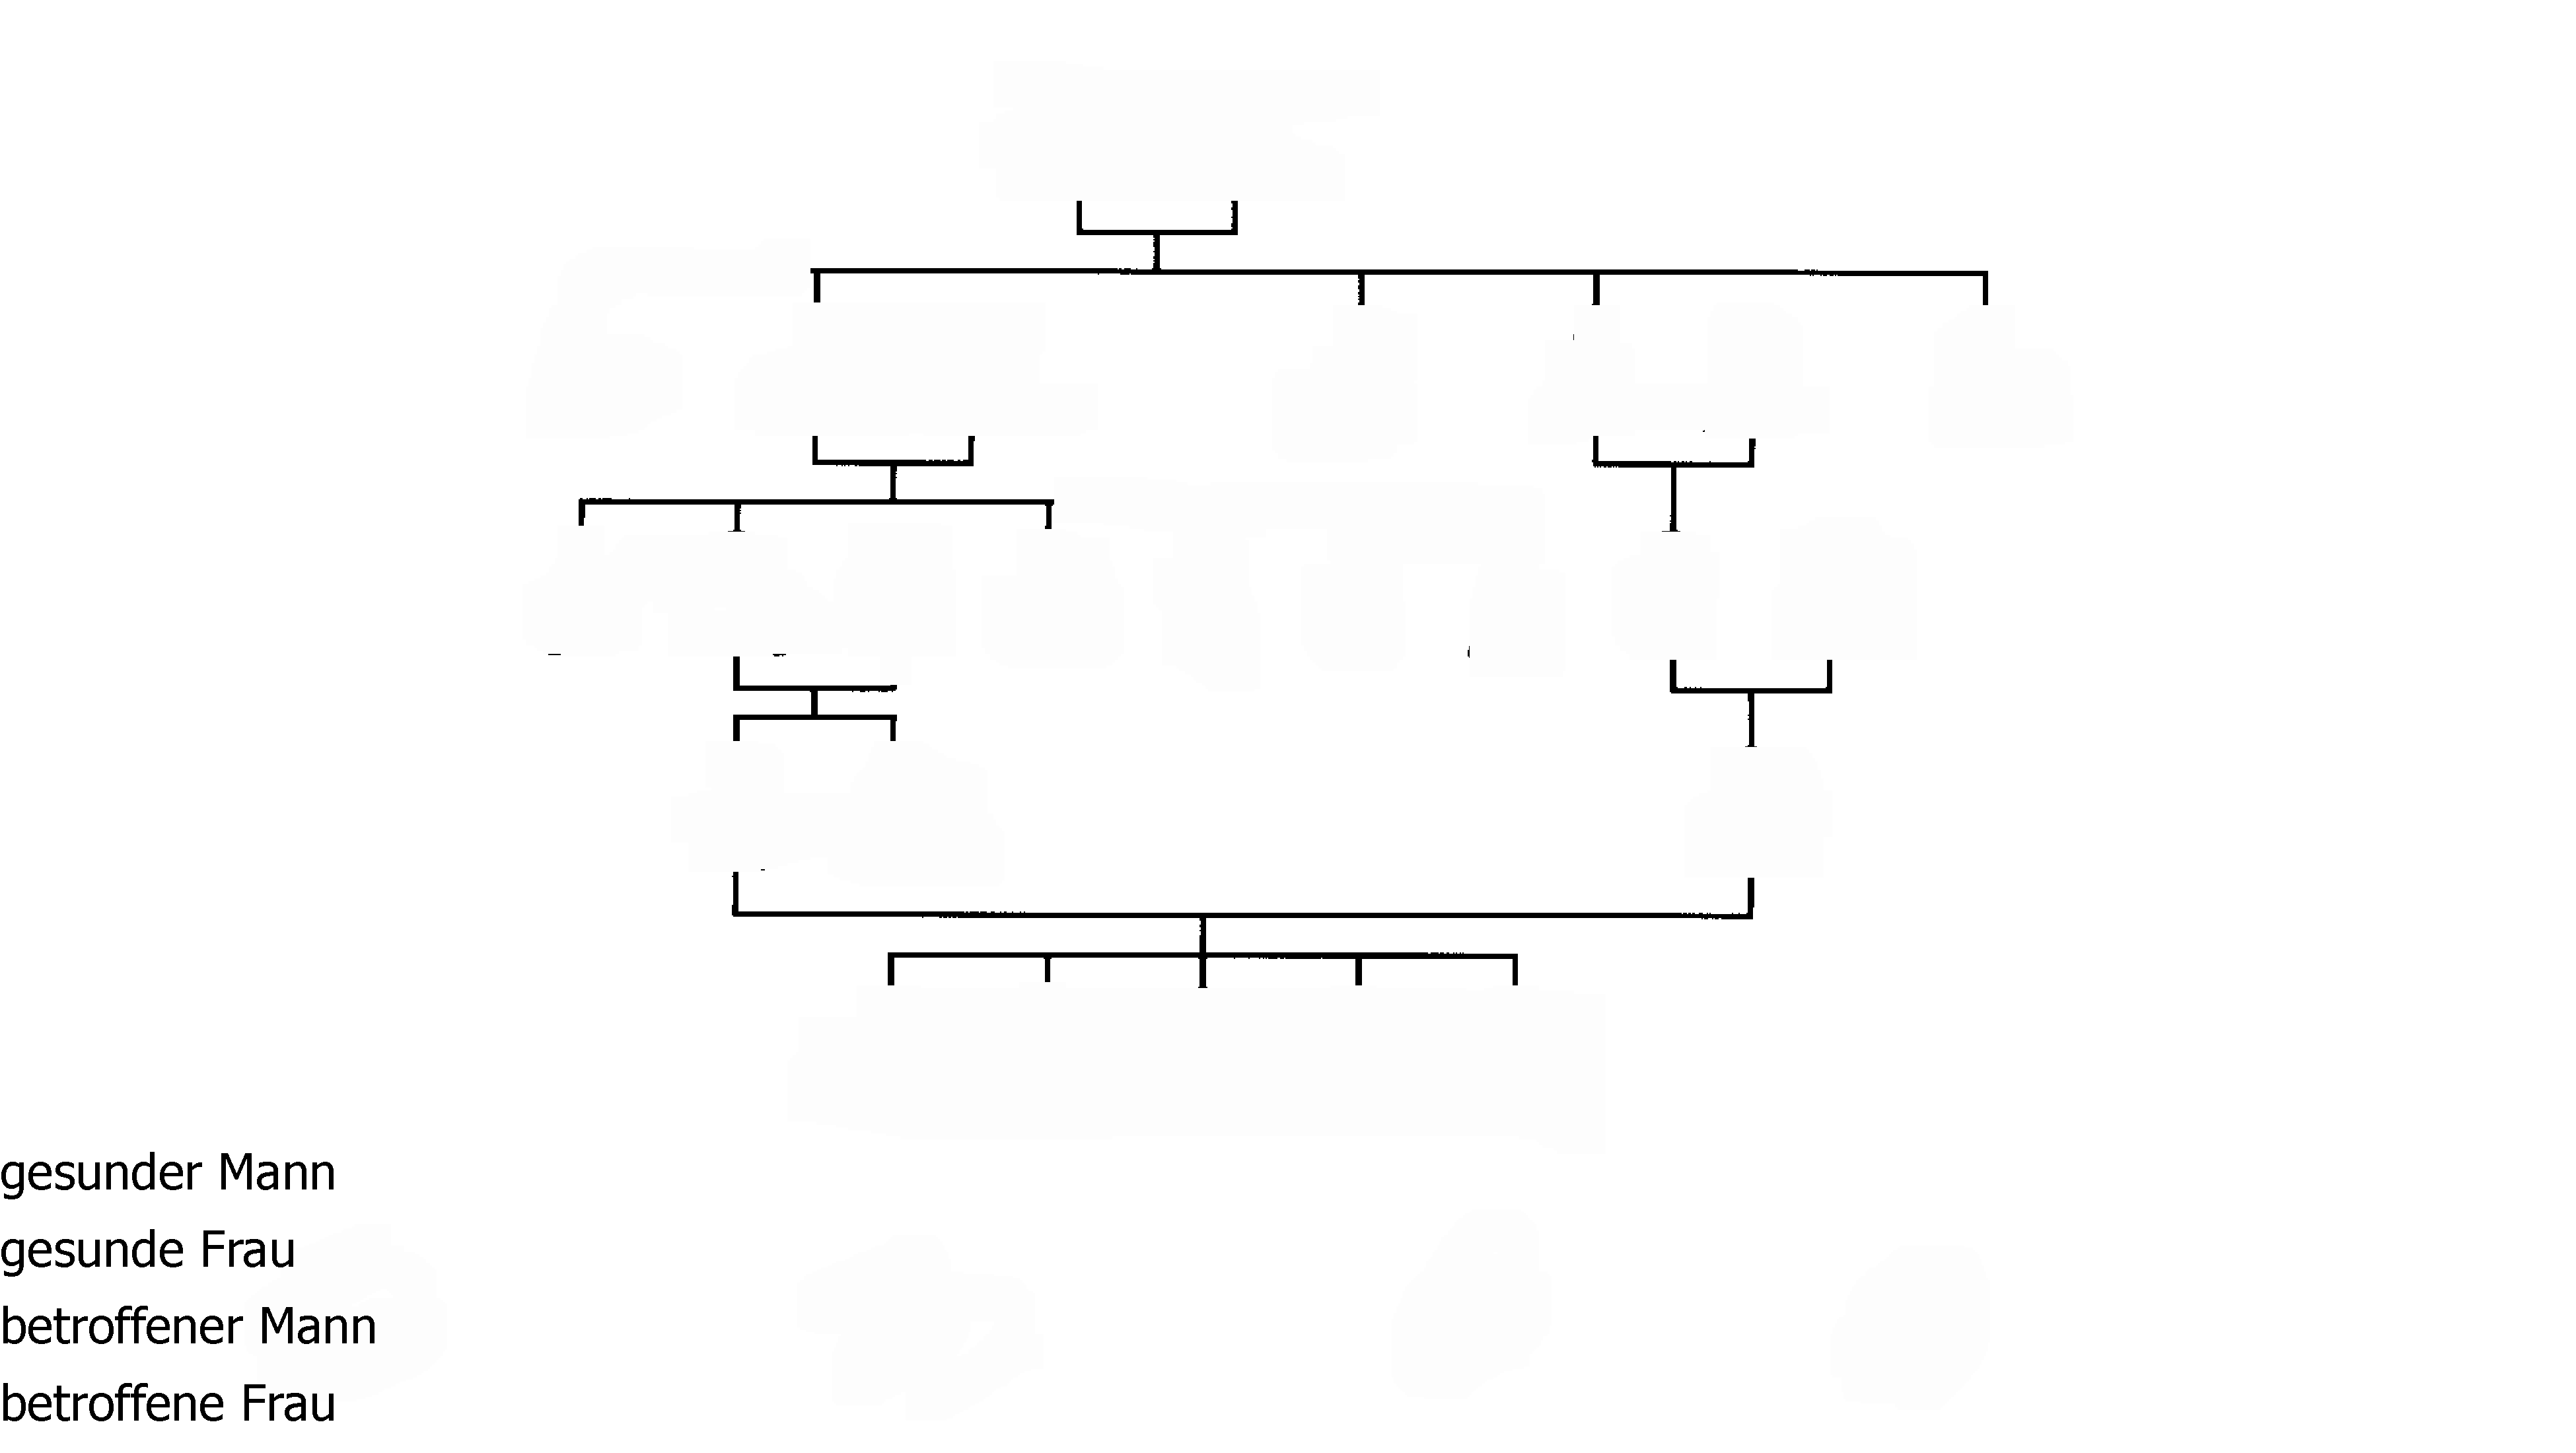 gesunder Mann
gesunde Frau
betroffener Mann
betroffene Frau